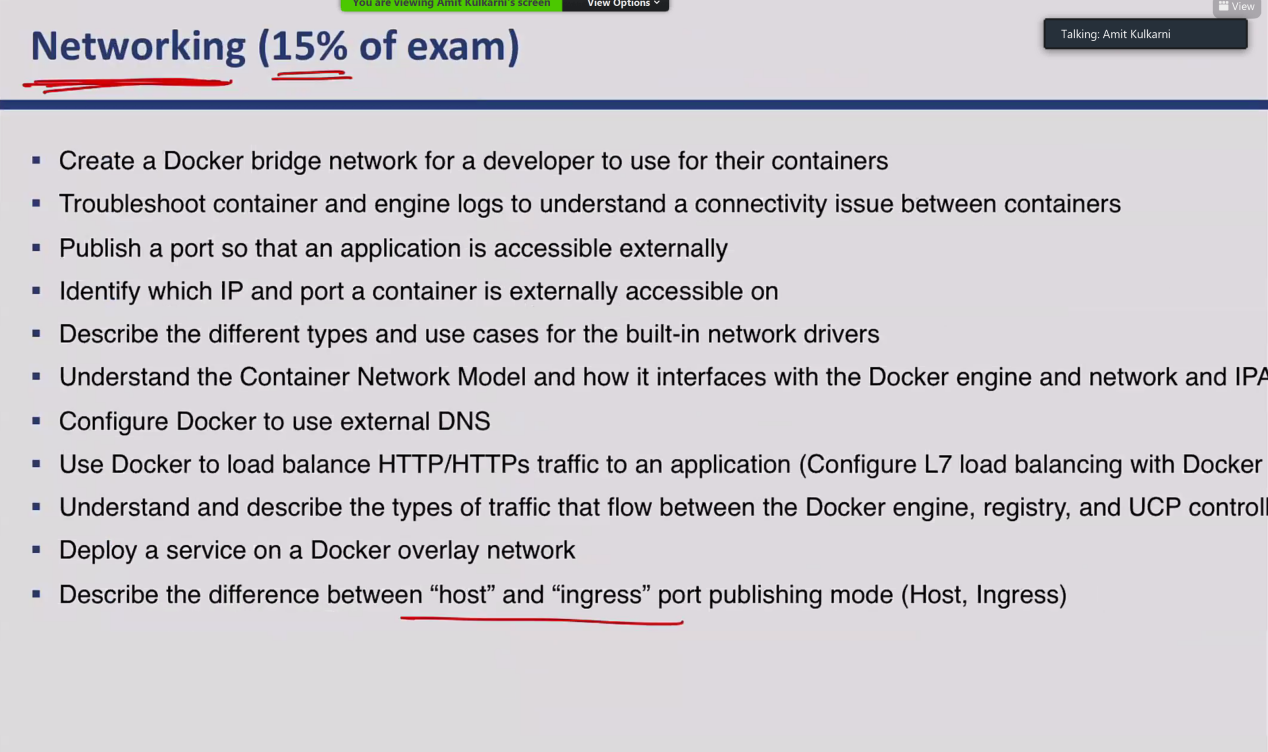 You are viewing Amit Kulkarni's screen View Options
View
Talking: Amit Kulkarni
Networking (15% of exam)
▪ Create a Docker bridge network for a developer to use for their containers
▪ Troubleshoot container and engine logs to understand a connectivity issue between containers
▪ Publish a port so that an application is accessible externally
▪ Identify which IP and port a container is externally accessible on
▪ Describe the different types and use cases for the built-in network drivers
▪ Understand the Container Network Model and how it interfaces with the Docker engine and network and IPA
▪ Configure Docker to use external DNS
▪ Use Docker to load balance HTTP/HTTPs traffic to an application (Configure L7 load balancing with Docker
▪ Understand and describe the types of traffic that flow between the Docker engine, registry, and UCP controll
▪ Deploy a service on a Docker overlay network
▪ Describe the difference between “host” and “ingress” port publishing mode (Host, Ingress)